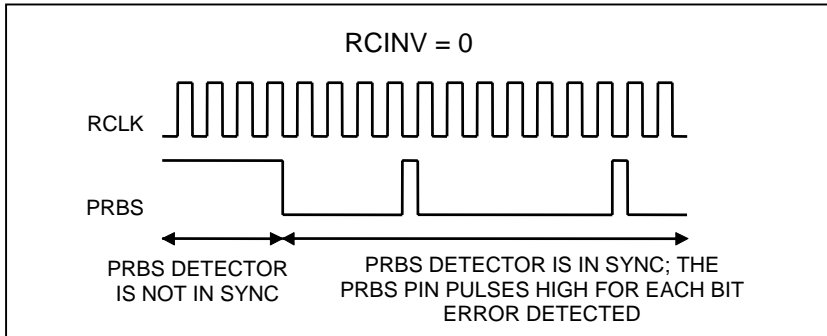 RCINV = 0
RCLK
PRBS
PRBS DETECTOR
IS NOT IN SYNC
PRBS DETECTOR IS IN SYNC; THE
PRBS PIN PULSES HIGH FOR EACH BIT
ERROR DETECTED